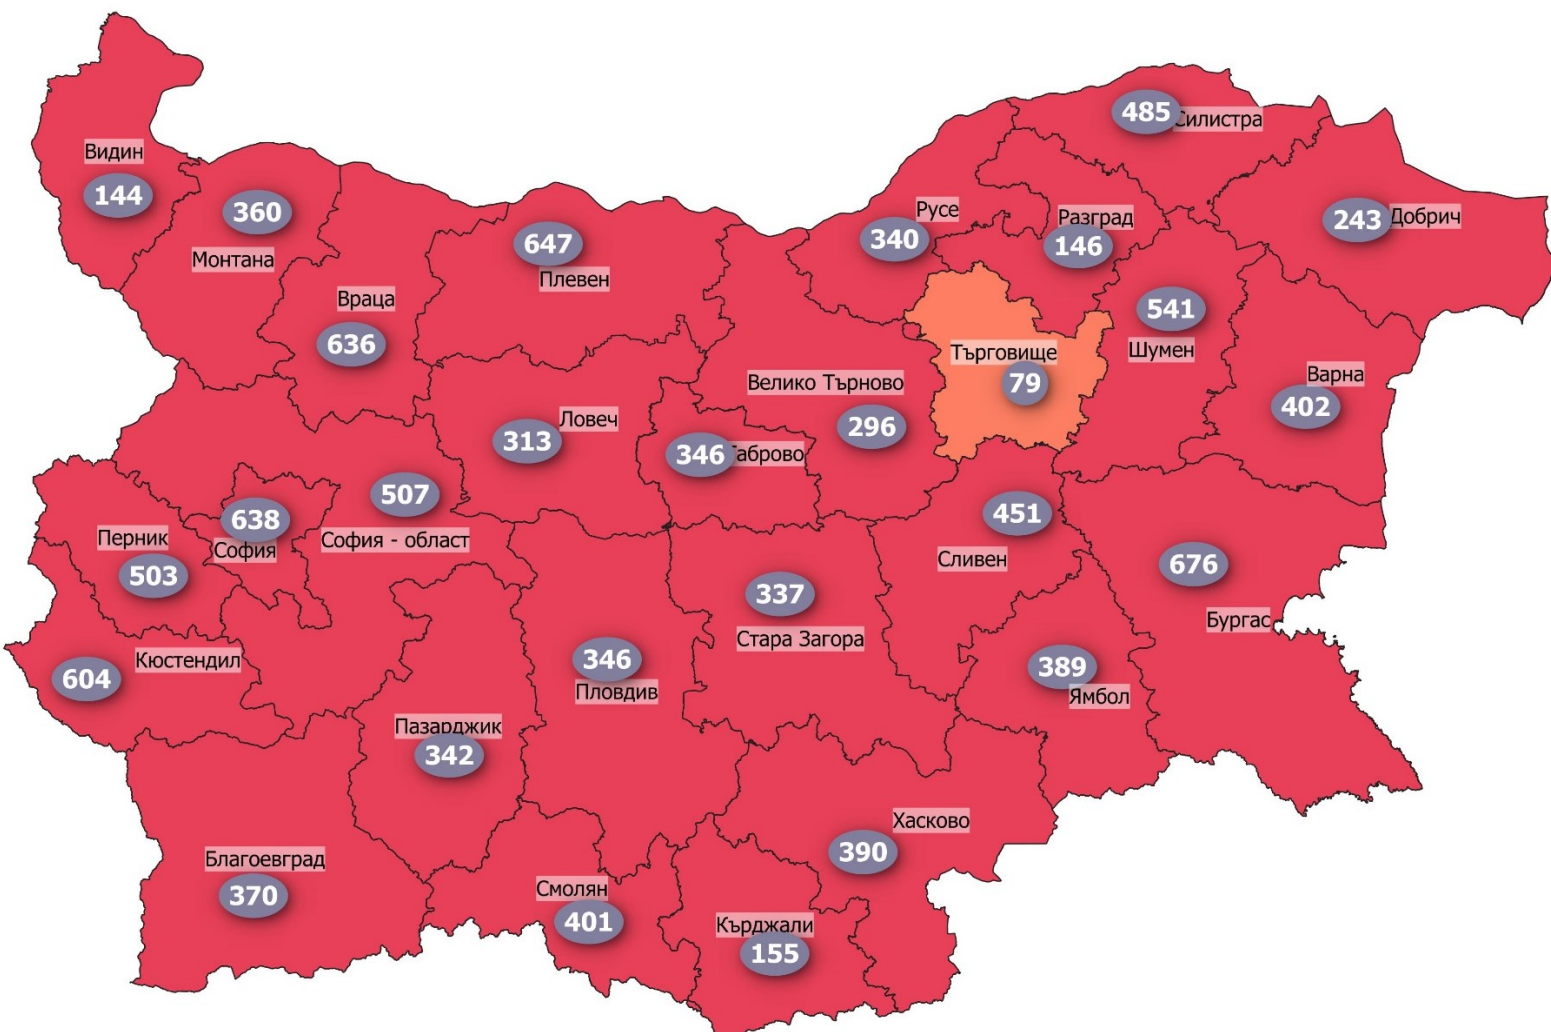 485
Силистра
Видин
144
360
Монтана
647
Плевен
Русе
340
Разград
146
243
Добрич
Враца
636
541
Шумен
Търговище
79
Велико Търново
296
Варна
402
313
Ловеч
346
Габрово
507
София - област
638
София
Перник
503
451
Сливен
676
Бургас
337
Стара Загора
Кюстендил
604
346
Пловдив
389
Ямбол
Пазарджик
342
Хасково
390
Благоевград
370
Смолян
401
Кърджали
155